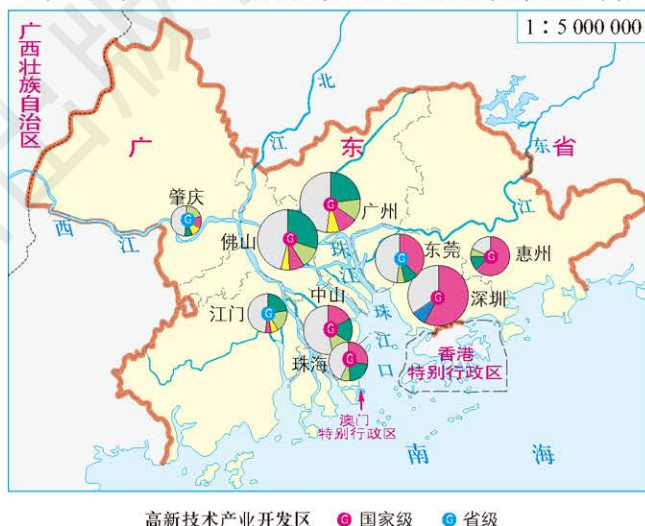 1∶5 000 000
广西壮族自治区
北
江
广
东
省
东
江
肇庆
西
江
广州
佛山
珠
江
东莞
惠州
深圳
江门
中山
珠
江
口
珠海
香港
特别行政区
澳门
特别行政区
南
海
高新技术产业开发区 G 国家级 G 省级